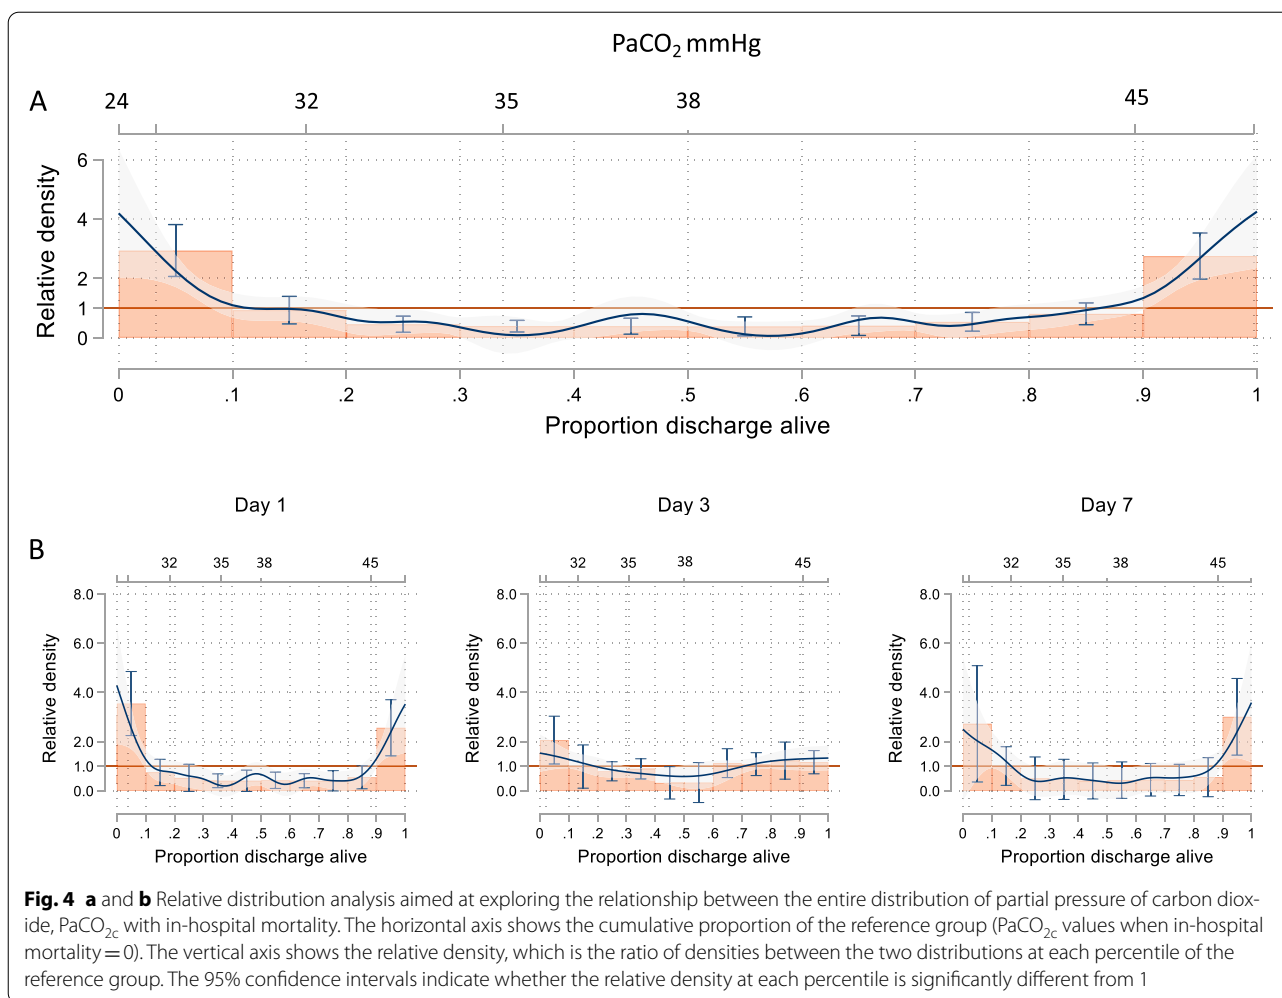 PaCO2 mmHg
A
24 32 35 38 45
Relative density
6
4
2
1
0
0 .1 .2 .3 .4 .5 .6 .7 .8 .9 1
Proportion discharge alive
Day 1 Day 3 Day 7
B
32 35 38 45 32 35 38 45 32 35 38 45
Relative density Relative density Relative density
8.0 8.0 8.0
6.0 6.0 6.0
4.0 4.0 4.0
2.0 2.0 2.0
1.0 1.0 1.0
0.0 0.0 0.0
0 .1 .2 .3 .4 .5 .6 .7 .8 .9 1 0 .1 .2 .3 .4 .5 .6 .7 .8 .9 1 0 .1 .2 .3 .4 .5 .6 .7 .8 .9 1
Proportion discharge alive Proportion discharge alive Proportion discharge alive
Fig. 4 a and b Relative distribution analysis aimed at exploring the relationship between the entire distribution of partial pressure of carbon diox-
ide, PaCO2c with in-hospital mortality. The horizontal axis shows the cumulative proportion of the reference group (PaCO2c values when in-hospital
mortality = 0). The vertical axis shows the relative density, which is the ratio of densities between the two distributions at each percentile of the
reference group. The 95% confidence intervals indicate whether the relative density at each percentile is significantly different from 1